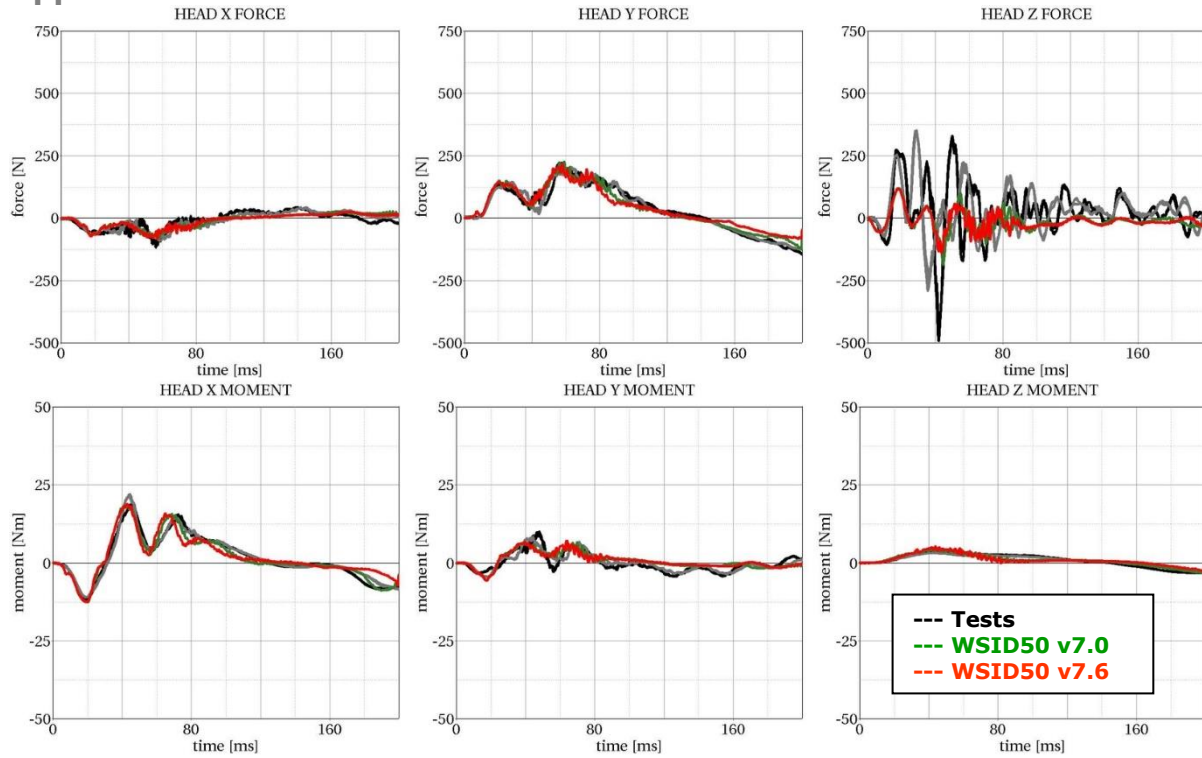 HEAD X FORCE
750
500
250
0
-250
-500
force [N]
0
80
160
time [ms]
HEAD Y FORCE
750
500
250
0
-250
-500
force [N]
0
80
160
time [ms]
HEAD Z FORCE
750
500
250
0
-250
-500
force [N]
0
80
160
time [ms]
HEAD X MOMENT
50
25
0
-25
-50
moment [Nm]
0
80
160
time [ms]
HEAD Y MOMENT
50
25
0
-25
-50
moment [Nm]
0
80
160
time [ms]
HEAD Z MOMENT
50
25
0
-25
-50
moment [Nm]
0
80
160
time [ms]
--- Tests
--- WSID50 v7.0
--- WSID50 v7.6